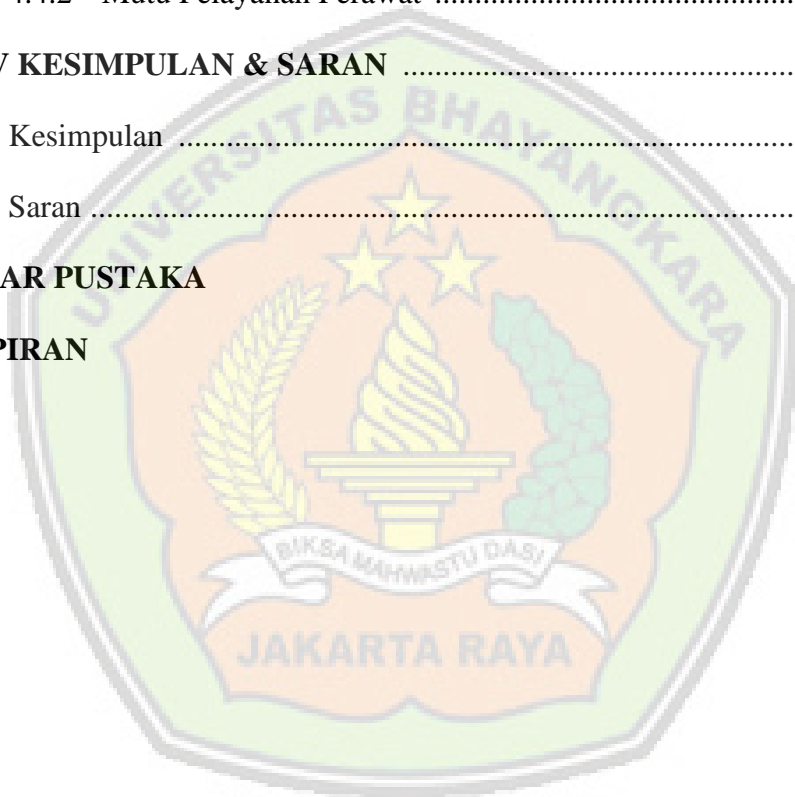 4.4.2 Mutu Pelayanan Perawat ................................................
V KESIMPULAN & SARAN ................................................
Kesimpulan ................................................................................
Saran ...........................................................................................
AR PUSTAKA
PIRAN
UNIVERSITAS BHAYANGKARA
BIKSA MAHWASTU DASI
JAKARTA RAYA